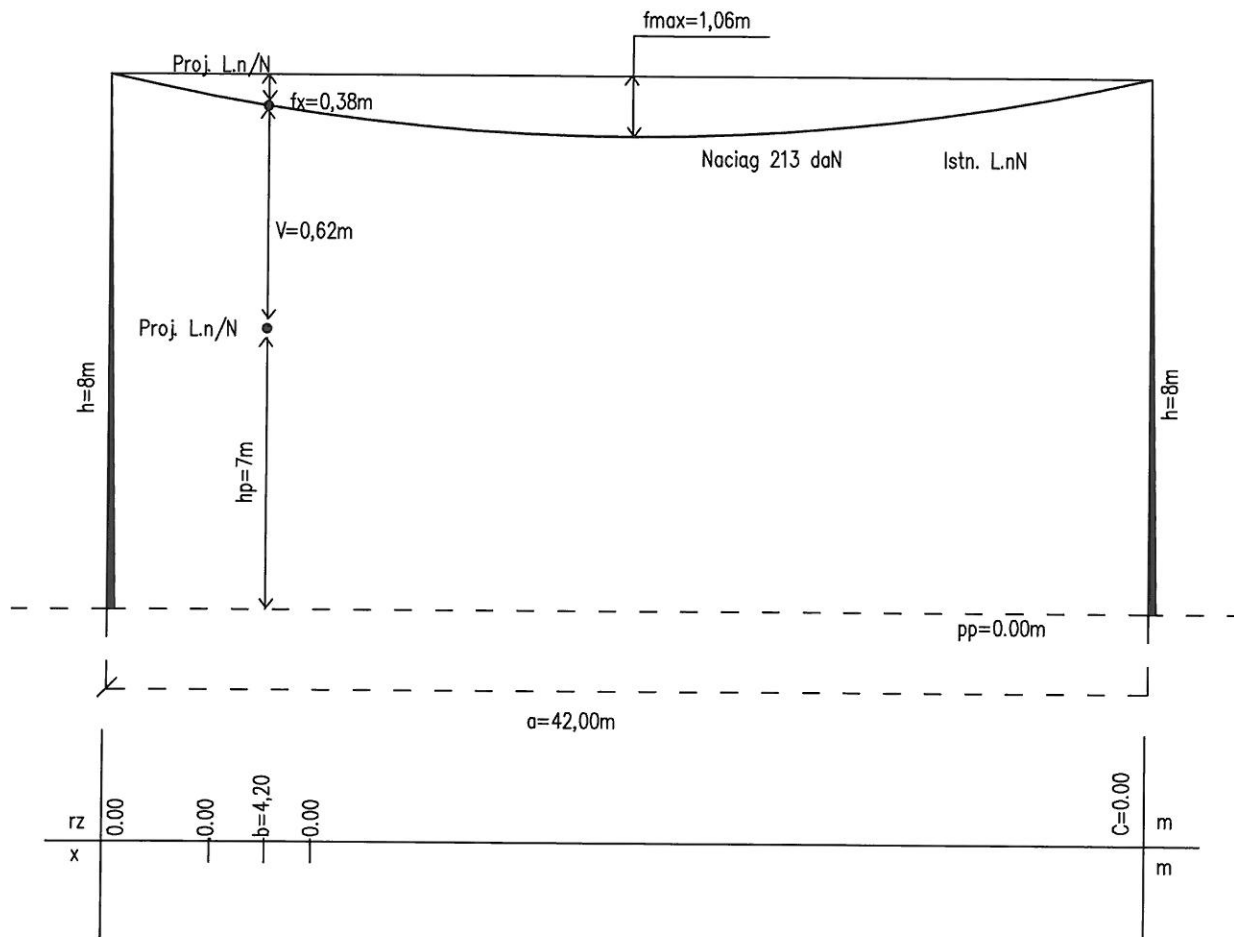 fmax=1,06m
Proj. L.n/N
fx=0,38m
Naciag 213 daN
Istn. L.nN
V=0,62m
Proj. L.n/N
h=8m
h=8m
hp=7m
pp=0.00m
a=42,00m
rz
0.00
0.00
b=4,20
0.00
C=0.00
m
x
m